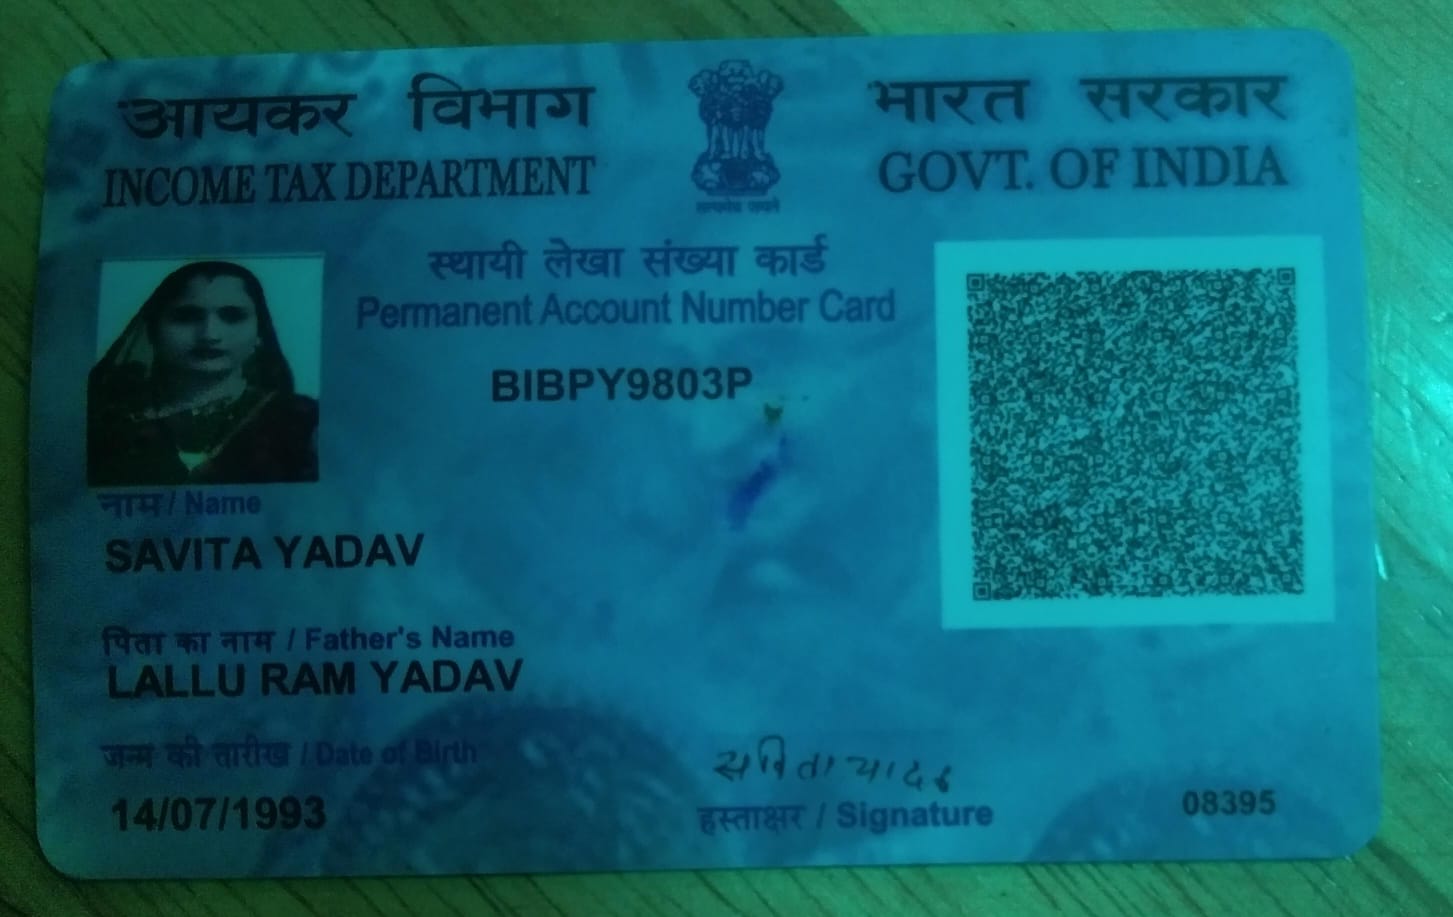 आयकर विभाग
INCOME TAX DEPARTMENT
भारत सरकार
GOVT. OF INDIA
सत्यमेव जयते
स्थायी लेखा संख्या कार्ड
Permanent Account Number Card
BIBPY9803P
नाम / Name
SAVITA YADAV
पिता का नाम / Father's Name
LALLU RAM YADAV
जन्म की तारीख / Date of Birth
14/07/1993
सविता यादव
हस्ताक्षर / Signature
08395